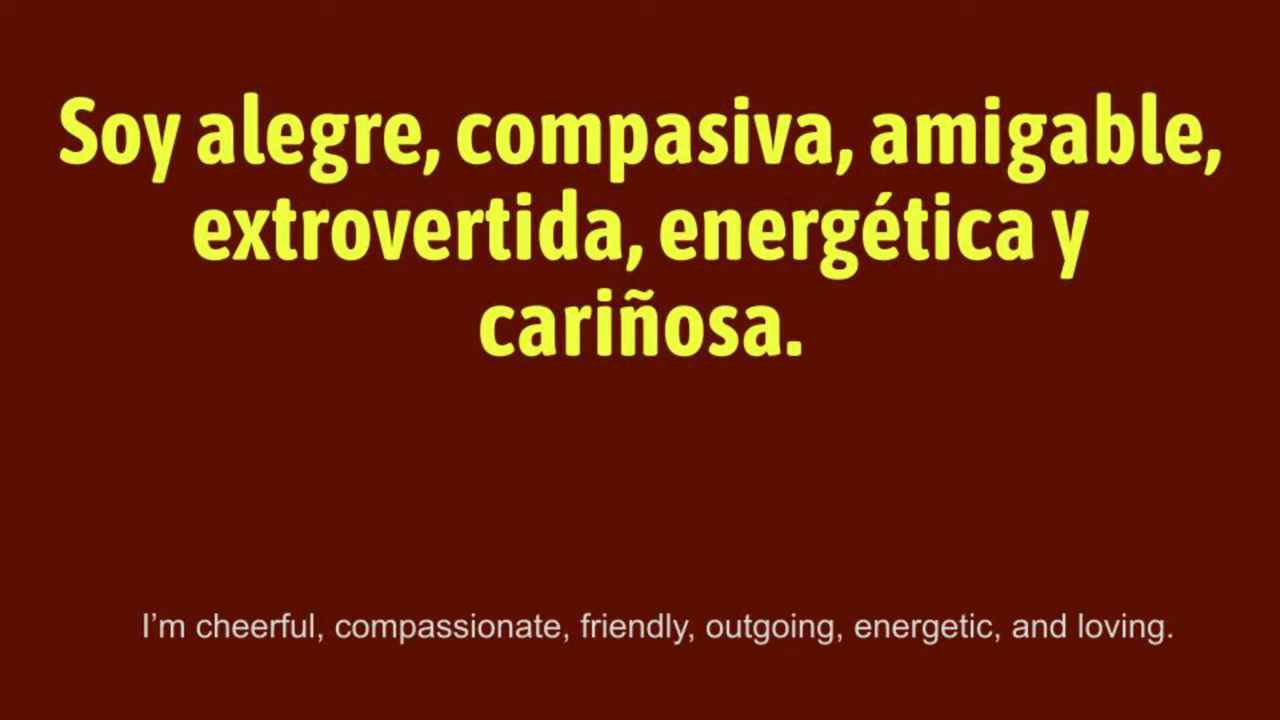 Soy alegre, compasiva, amigable,
extrovertida, energética y
cariñosa.
I’m cheerful, compassionate, friendly, outgoing, energetic, and loving.